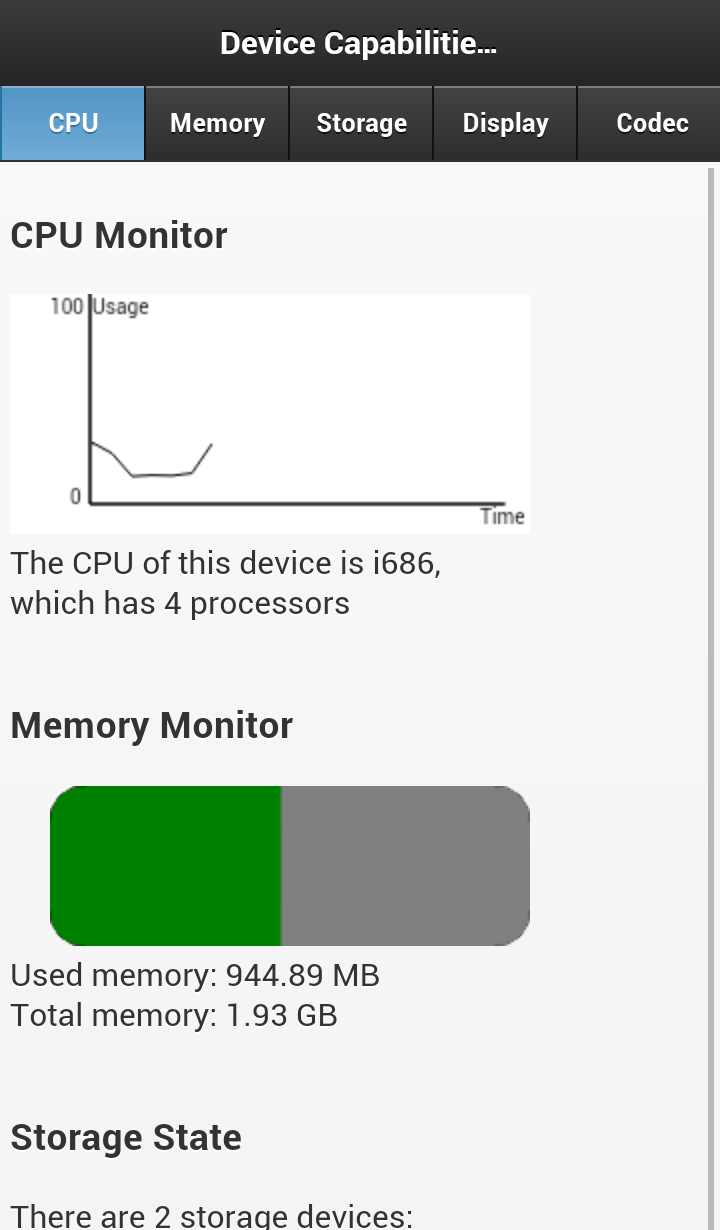 Device Capabilitie...
CPU
Memory
Storage
Display
Codec
CPU Monitor
100
Usage
0
Time
The CPU of this device is i686,
which has 4 processors
Memory Monitor
Used memory: 944.89 MB
Total memory: 1.93 GB
Storage State
There are 2 storage devices: